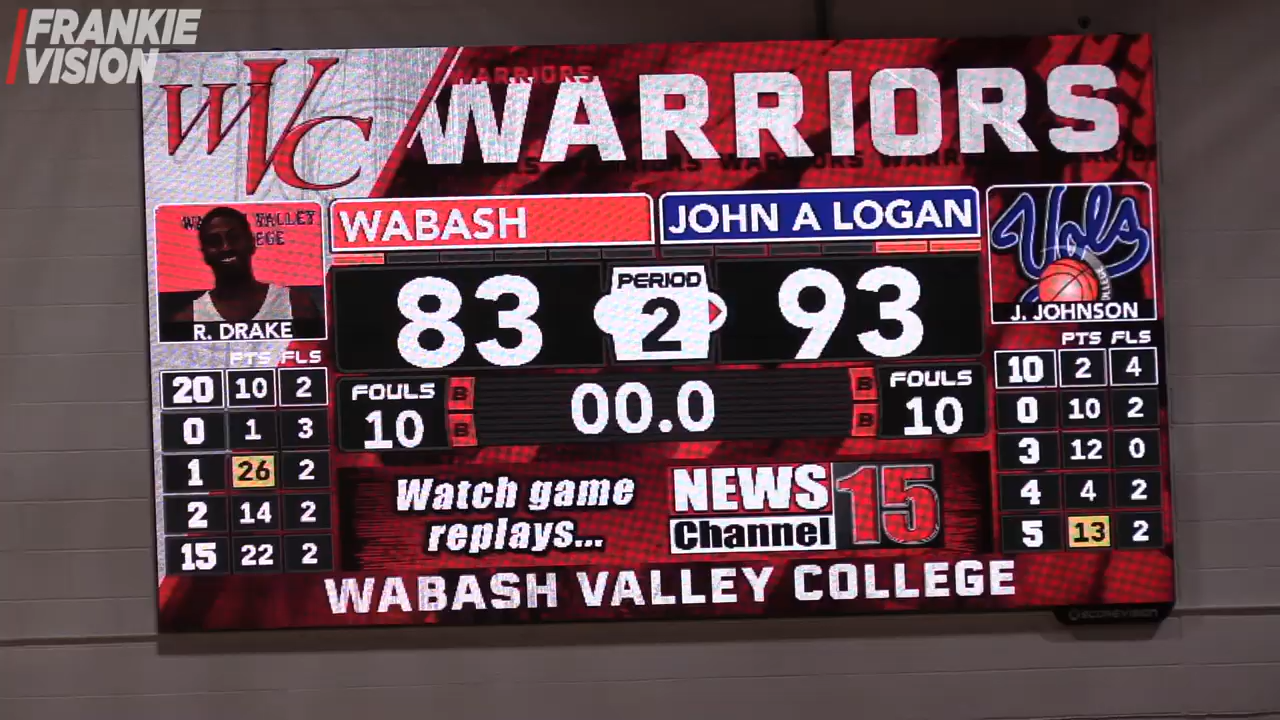 FRANKIE
VISION
WVC
WARRIORS
WARRIORS
WABASH
JOHN A LOGAN
Vols
83
PERIOD
2
93
R. DRAKE
J. JOHNSON
PTS FLS
20 10 2
0 1 3
1 26 2
2 14 2
15 22 2
FOULS
10
B
B
00.0
B
B
FOULS
10
PTS FLS
10 2 4
0 10 2
3 12 0
4 4 2
5 13 2
Watch game
replays...
NEWS
Channel
15
WABASH VALLEY COLLEGE
SCOREVISION